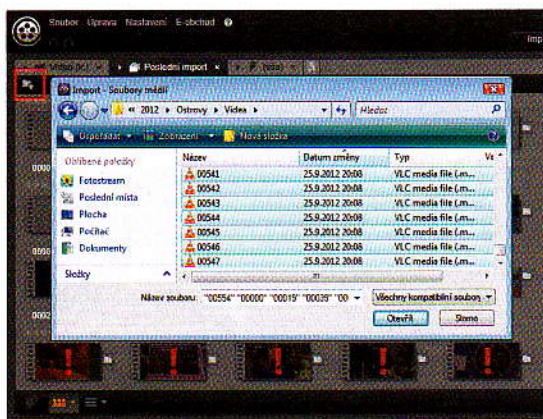 Soubor Úprava Nastavení E-obchod
Imp
Poslední import ×
Import - Soubory médií
« 2012 ▸ Ostrovy ▸ Videa ▸
Hledat
Uspořádat Zobrazení Nová složka
Oblíbené položky
Fotostream
Poslední místa
Plocha
Počítač
Dokumenty
Složky
Název Datum změny Typ
00541 25.9.2012 20:08 VLC media file (.m...
00542 25.9.2012 20:08 VLC media file (.m...
00543 25.9.2012 20:08 VLC media file (.m...
00544 25.9.2012 20:08 VLC media file (.m...
00545 25.9.2012 20:08 VLC media file (.m...
00546 25.9.2012 20:08 VLC media file (.m...
00547 25.9.2012 20:08 VLC media file (.m...
Název souboru: "00554" "00000" "00015" "00035" "00
Všechny kompatibilní soubory
Otevřít Storno
0002